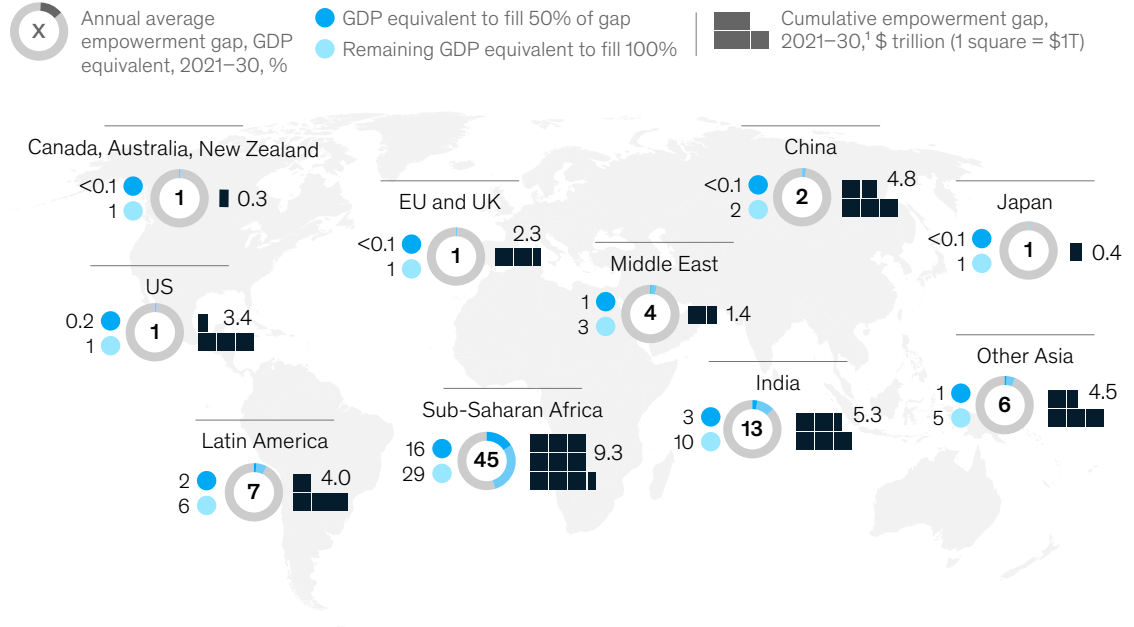 X
Annual average
empowerment gap, GDP
equivalent, 2021–30, %
GDP equivalent to fill 50% of gap
Remaining GDP equivalent to fill 100%
Cumulative empowerment gap,
2021–30,¹ $ trillion (1 square = $1T)
Canada, Australia, New Zealand
<0.1
1
1
0.3
EU and UK
<0.1
1
1
2.3
China
<0.1
2
2
4.8
Japan
<0.1
1
1
0.4
US
0.2
1
1
3.4
Middle East
1
3
4
1.4
Other Asia
1
5
6
4.5
India
3
10
13
5.3
Sub-Saharan Africa
16
29
45
9.3
Latin America
2
6
7
4.0